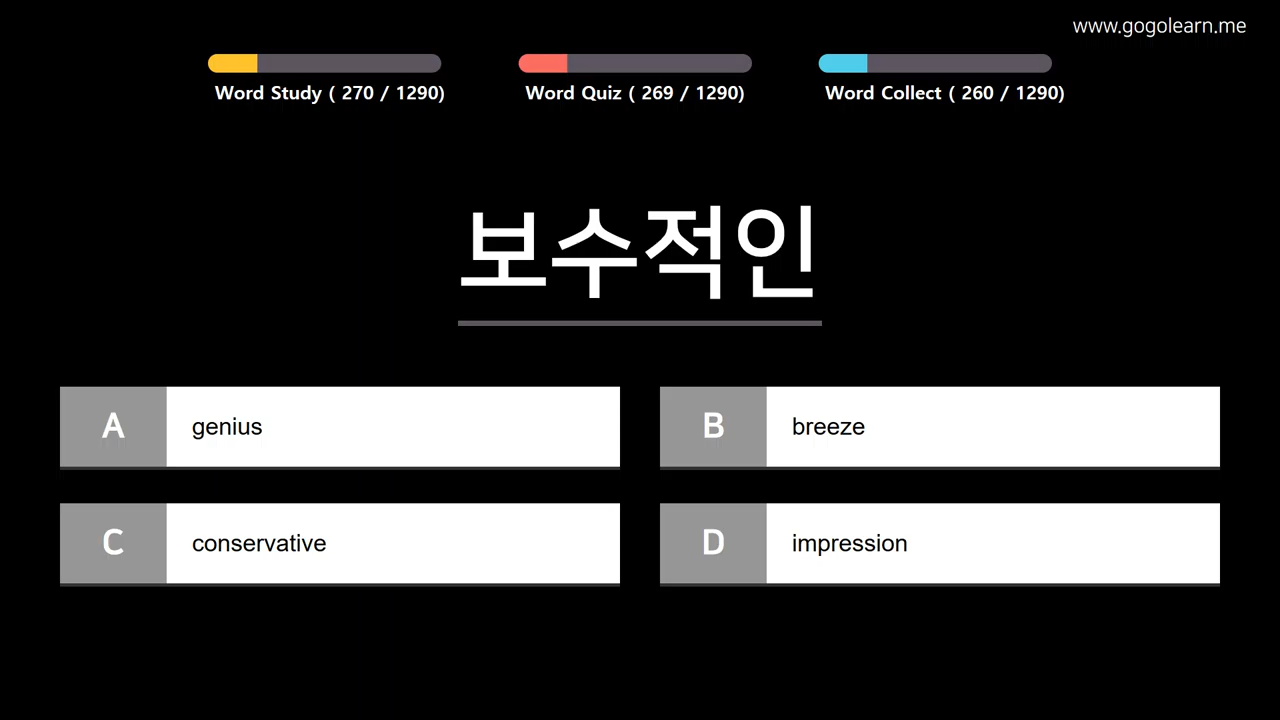 www.gogolearn.me
Word Study ( 270 / 1290)
Word Quiz ( 269 / 1290)
Word Collect ( 260 / 1290)
보수적인
A genius
B breeze
C conservative
D impression